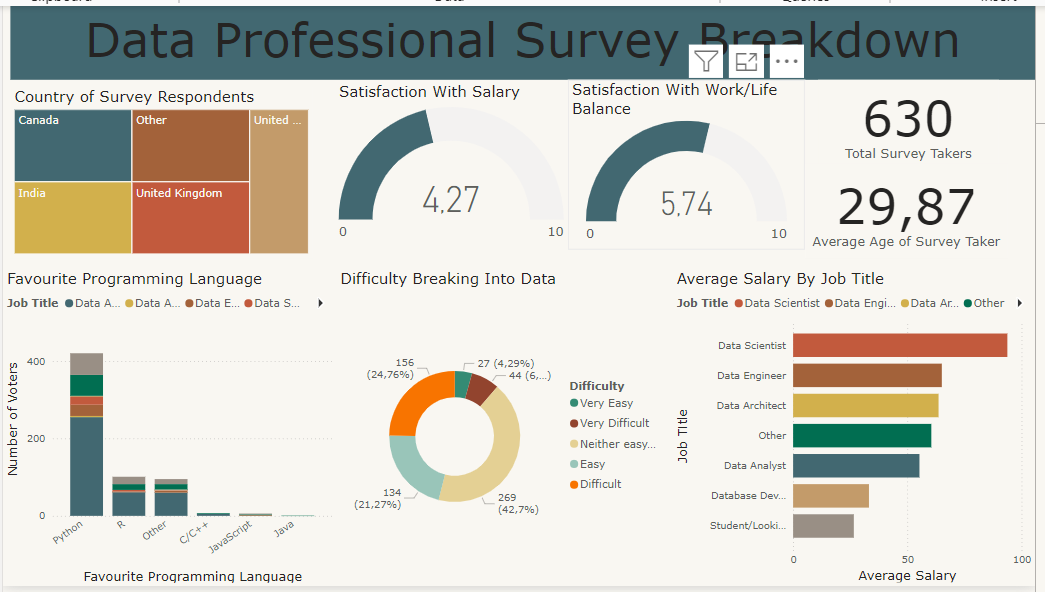 Data Professional Survey Breakdown
Country of Survey Respondents
Canada
Other
United ...
India
United Kingdom
Satisfaction With Salary
4,27
0
10
Satisfaction With Work/Life
Balance
5,74
0
10
630
Total Survey Takers
29,87
Average Age of Survey Taker
Favourite Programming Language
Job Title
Data A...
Data A...
Data E...
Data S...
Number of Voters
400
200
0
Python
R
Other
C/C++
JavaScript
Java
Favourite Programming Language
Difficulty Breaking Into Data
27 (4,29%)
44 (6,...)
269
(42,7%)
134
(21,27%)
156
(24,76%)
Difficulty
Very Easy
Very Difficult
Neither easy...
Easy
Difficult
Average Salary By Job Title
Job Title
Data Scientist
Data Engi...
Data Ar...
Other
Job Title
Data Scientist
Data Engineer
Data Architect
Other
Data Analyst
Database Dev...
Student/Looki...
0
50
100
Average Salary